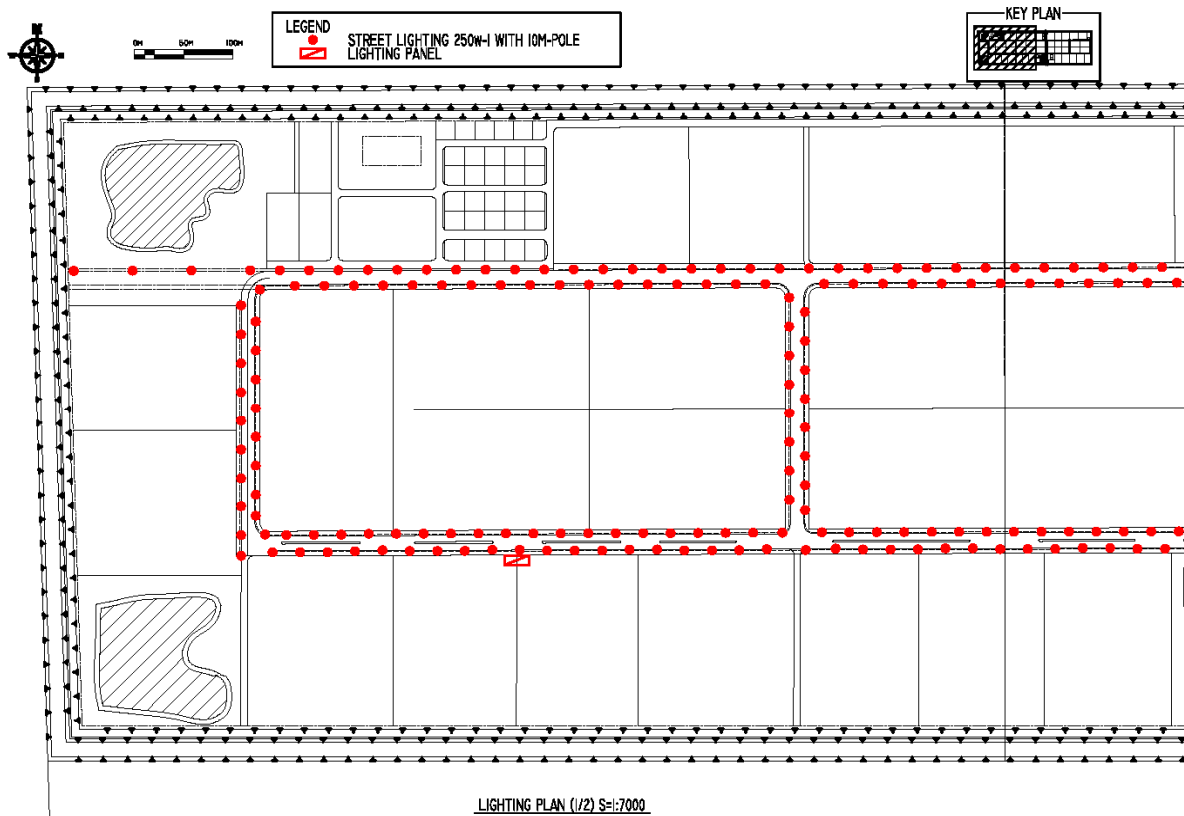 KEY PLAN
LEGEND
STREET LIGHTING 250W-1 WITH 10M-POLE
LIGHTING PANEL
0M 50M 100M
LIGHTING PLAN (1/2) S=1:7000